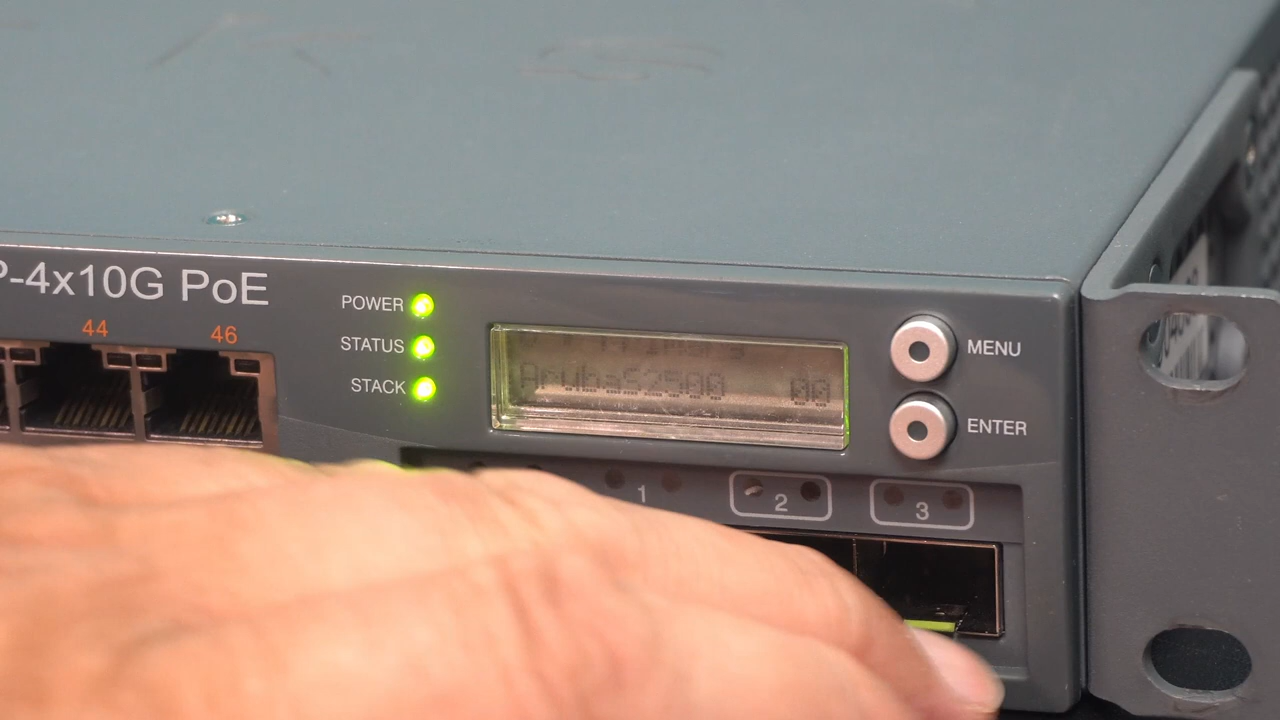 P-4x10G PoE
44
46
POWER
STATUS
STACK
ArubaS2500 00
MENU
ENTER
1
2
3